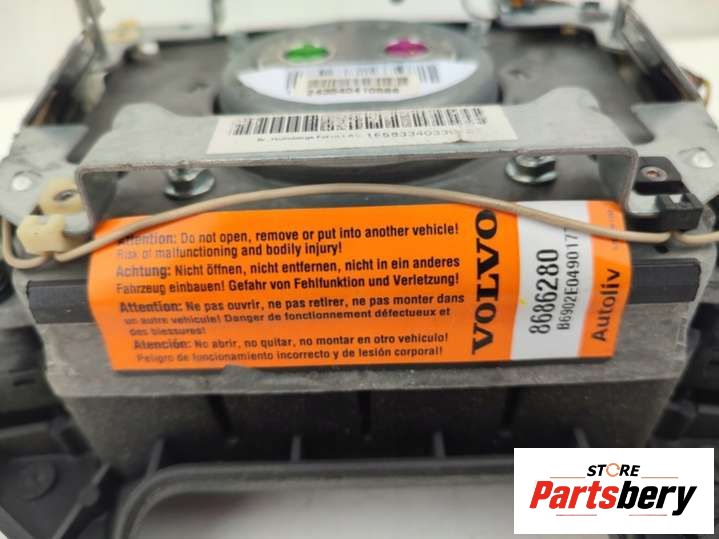 Attention: Do not open, remove or put into another vehicle!
Risk of malfunctioning and bodily injury!
Achtung: Nicht öffnen, nicht entfernen, nicht in ein anderes
Fahrzeug einbauen! Gefahr von Fehlfunktion und Verletzung!
Attention: Ne pas ouvrir, ne pas retirer, ne pas monter dans
un autre vehicule! Danger de fonctionnement défectueux et
des blessures!
Atención: No abrir, no quitar, no montar en otro vehículo!
Peligro de funcionamiento incorrecto y de lesión corporal!
VOLVO
8686280
B6902E0490177
Autoliv
STORE
Partsbery